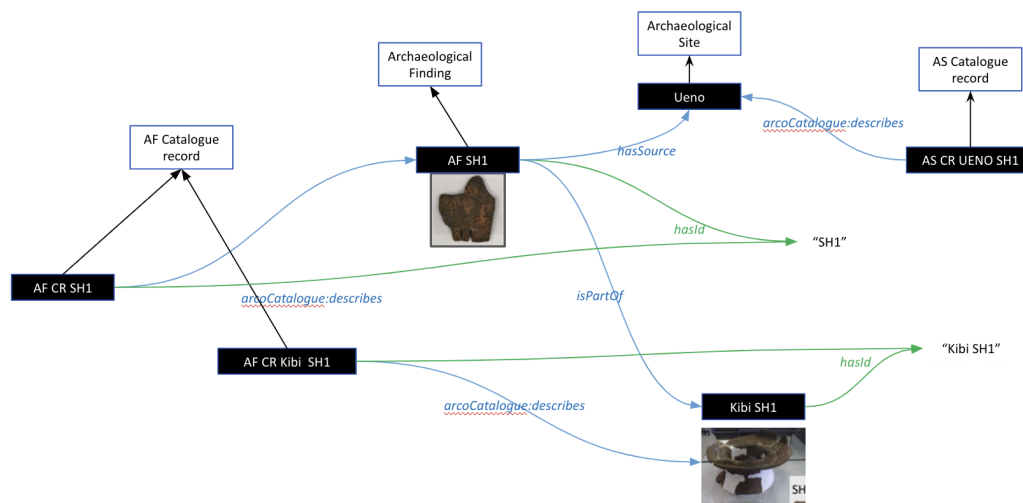 Archaeological
Site
Archaeological
Finding
AS Catalogue
record
Ueno
AF Catalogue
record
arcoCatalogue:describes
hasSource
AF SH1
AS CR UENO SH1
hasId
“SH1”
AF CR SH1
arcoCatalogue:describes
isPartOf
AF CR Kibi  SH1
“Kibi SH1”
hasId
arcoCatalogue:describes
Kibi SH1
SH